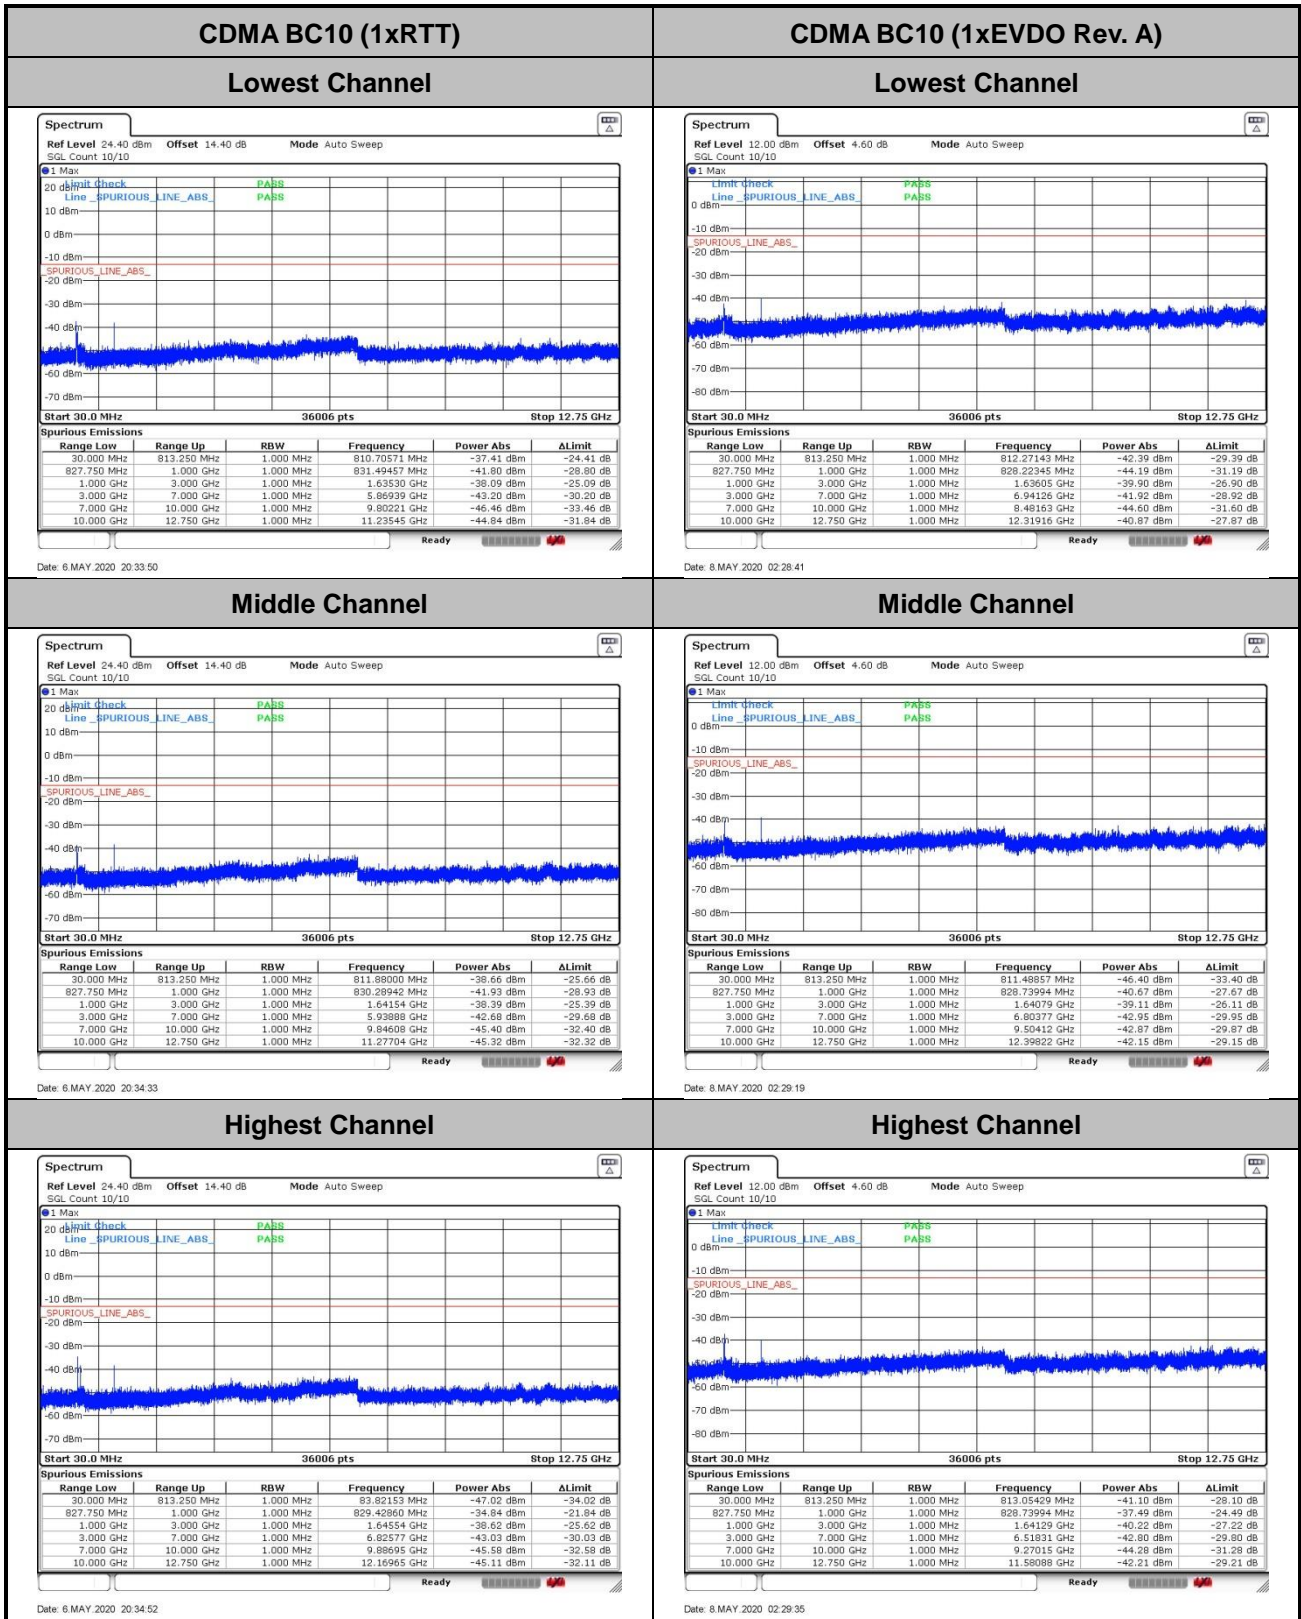 CDMA BC10 (1xRTT)
CDMA BC10 (1xEVDO Rev. A)
Lowest Channel
Lowest Channel
Spectrum
Ref Level 24.40 dBm Offset 14.40 dB Mode Auto Sweep
SGL Count 10/10
1 Max
20 dBm
Limit Check PASS
Line _SPURIOUS_LINE_ABS_ PASS
10 dBm
0 dBm
-10 dBm
_SPURIOUS_LINE_ABS_
-20 dBm
-30 dBm
-40 dBm
-60 dBm
-70 dBm
Start 30.0 MHz 36006 pts Stop 12.75 GHz
Spurious Emissions
Range Low Range Up RBW Frequency Power Abs ΔLimit
30.000 MHz 813.250 MHz 1.000 MHz 810.70571 MHz -37.41 dBm -24.41 dB
827.750 MHz 1.000 GHz 1.000 MHz 831.49457 MHz -41.80 dBm -28.80 dB
1.000 GHz 3.000 GHz 1.000 MHz 1.63530 GHz -38.09 dBm -25.09 dB
3.000 GHz 7.000 GHz 1.000 MHz 5.86939 GHz -43.20 dBm -30.20 dB
7.000 GHz 10.000 GHz 1.000 MHz 9.80221 GHz -46.46 dBm -33.46 dB
10.000 GHz 12.750 GHz 1.000 MHz 11.23545 GHz -44.84 dBm -31.84 dB
Ready
Date: 6.MAY.2020 20:33:50
Spectrum
Ref Level 12.00 dBm Offset 4.60 dB Mode Auto Sweep
SGL Count 10/10
1 Max
Limit Check PASS
Line _SPURIOUS_LINE_ABS_ PASS
0 dBm
-10 dBm
_SPURIOUS_LINE_ABS_
-20 dBm
-30 dBm
-40 dBm
-60 dBm
-70 dBm
-80 dBm
Start 30.0 MHz 36006 pts Stop 12.75 GHz
Spurious Emissions
Range Low Range Up RBW Frequency Power Abs ΔLimit
30.000 MHz 813.250 MHz 1.000 MHz 812.27143 MHz -42.39 dBm -29.39 dB
827.750 MHz 1.000 GHz 1.000 MHz 828.22345 MHz -44.19 dBm -31.19 dB
1.000 GHz 3.000 GHz 1.000 MHz 1.63605 GHz -39.90 dBm -26.90 dB
3.000 GHz 7.000 GHz 1.000 MHz 6.94126 GHz -41.92 dBm -28.92 dB
7.000 GHz 10.000 GHz 1.000 MHz 8.48163 GHz -44.60 dBm -31.60 dB
10.000 GHz 12.750 GHz 1.000 MHz 12.31916 GHz -40.87 dBm -27.87 dB
Ready
Date: 8.MAY.2020 02:28:41
Middle Channel
Middle Channel
Spectrum
Ref Level 24.40 dBm Offset 14.40 dB Mode Auto Sweep
SGL Count 10/10
1 Max
20 dBm
Limit Check PASS
Line _SPURIOUS_LINE_ABS_ PASS
10 dBm
0 dBm
-10 dBm
_SPURIOUS_LINE_ABS_
-20 dBm
-30 dBm
-40 dBm
-60 dBm
-70 dBm
Start 30.0 MHz 36006 pts Stop 12.75 GHz
Spurious Emissions
Range Low Range Up RBW Frequency Power Abs ΔLimit
30.000 MHz 813.250 MHz 1.000 MHz 811.88000 MHz -38.66 dBm -25.66 dB
827.750 MHz 1.000 GHz 1.000 MHz 830.28942 MHz -41.93 dBm -28.93 dB
1.000 GHz 3.000 GHz 1.000 MHz 1.64154 GHz -38.39 dBm -25.39 dB
3.000 GHz 7.000 GHz 1.000 MHz 5.93888 GHz -42.68 dBm -29.68 dB
7.000 GHz 10.000 GHz 1.000 MHz 9.84608 GHz -45.40 dBm -32.40 dB
10.000 GHz 12.750 GHz 1.000 MHz 11.27704 GHz -45.32 dBm -32.32 dB
Ready
Date: 6.MAY.2020 20:34:33
Spectrum
Ref Level 12.00 dBm Offset 4.60 dB Mode Auto Sweep
SGL Count 10/10
1 Max
Limit Check PASS
Line _SPURIOUS_LINE_ABS_ PASS
0 dBm
-10 dBm
_SPURIOUS_LINE_ABS_
-20 dBm
-30 dBm
-40 dBm
-60 dBm
-70 dBm
-80 dBm
Start 30.0 MHz 36006 pts Stop 12.75 GHz
Spurious Emissions
Range Low Range Up RBW Frequency Power Abs ΔLimit
30.000 MHz 813.250 MHz 1.000 MHz 811.48857 MHz -46.40 dBm -33.40 dB
827.750 MHz 1.000 GHz 1.000 MHz 828.73994 MHz -40.67 dBm -27.67 dB
1.000 GHz 3.000 GHz 1.000 MHz 1.64079 GHz -39.11 dBm -26.11 dB
3.000 GHz 7.000 GHz 1.000 MHz 6.80377 GHz -42.95 dBm -29.95 dB
7.000 GHz 10.000 GHz 1.000 MHz 9.50412 GHz -42.87 dBm -29.87 dB
10.000 GHz 12.750 GHz 1.000 MHz 12.39822 GHz -42.15 dBm -29.15 dB
Ready
Date: 8.MAY.2020 02:29:19
Highest Channel
Highest Channel
Spectrum
Ref Level 24.40 dBm Offset 14.40 dB Mode Auto Sweep
SGL Count 10/10
1 Max
20 dBm
Limit Check PASS
Line _SPURIOUS_LINE_ABS_ PASS
10 dBm
0 dBm
-10 dBm
_SPURIOUS_LINE_ABS_
-20 dBm
-30 dBm
-40 dBm
-60 dBm
-70 dBm
Start 30.0 MHz 36006 pts Stop 12.75 GHz
Spurious Emissions
Range Low Range Up RBW Frequency Power Abs ΔLimit
30.000 MHz 813.250 MHz 1.000 MHz 83.82153 MHz -47.02 dBm -34.02 dB
827.750 MHz 1.000 GHz 1.000 MHz 829.42860 MHz -34.84 dBm -21.84 dB
1.000 GHz 3.000 GHz 1.000 MHz 1.64554 GHz -38.62 dBm -25.62 dB
3.000 GHz 7.000 GHz 1.000 MHz 6.82577 GHz -43.03 dBm -30.03 dB
7.000 GHz 10.000 GHz 1.000 MHz 9.88695 GHz -45.58 dBm -32.58 dB
10.000 GHz 12.750 GHz 1.000 MHz 12.16965 GHz -45.11 dBm -32.11 dB
Ready
Date: 6.MAY.2020 20:34:52
Spectrum
Ref Level 12.00 dBm Offset 4.60 dB Mode Auto Sweep
SGL Count 10/10
1 Max
Limit Check PASS
Line _SPURIOUS_LINE_ABS_ PASS
0 dBm
-10 dBm
_SPURIOUS_LINE_ABS_
-20 dBm
-30 dBm
-40 dBm
-60 dBm
-70 dBm
-80 dBm
Start 30.0 MHz 36006 pts Stop 12.75 GHz
Spurious Emissions
Range Low Range Up RBW Frequency Power Abs ΔLimit
30.000 MHz 813.250 MHz 1.000 MHz 813.05429 MHz -41.10 dBm -28.10 dB
827.750 MHz 1.000 GHz 1.000 MHz 828.73994 MHz -37.49 dBm -24.49 dB
1.000 GHz 3.000 GHz 1.000 MHz 1.64129 GHz -40.22 dBm -27.22 dB
3.000 GHz 7.000 GHz 1.000 MHz 6.51831 GHz -42.80 dBm -29.80 dB
7.000 GHz 10.000 GHz 1.000 MHz 9.27015 GHz -44.28 dBm -31.28 dB
10.000 GHz 12.750 GHz 1.000 MHz 11.58088 GHz -42.21 dBm -29.21 dB
Ready
Date: 8.MAY.2020 02:29:35